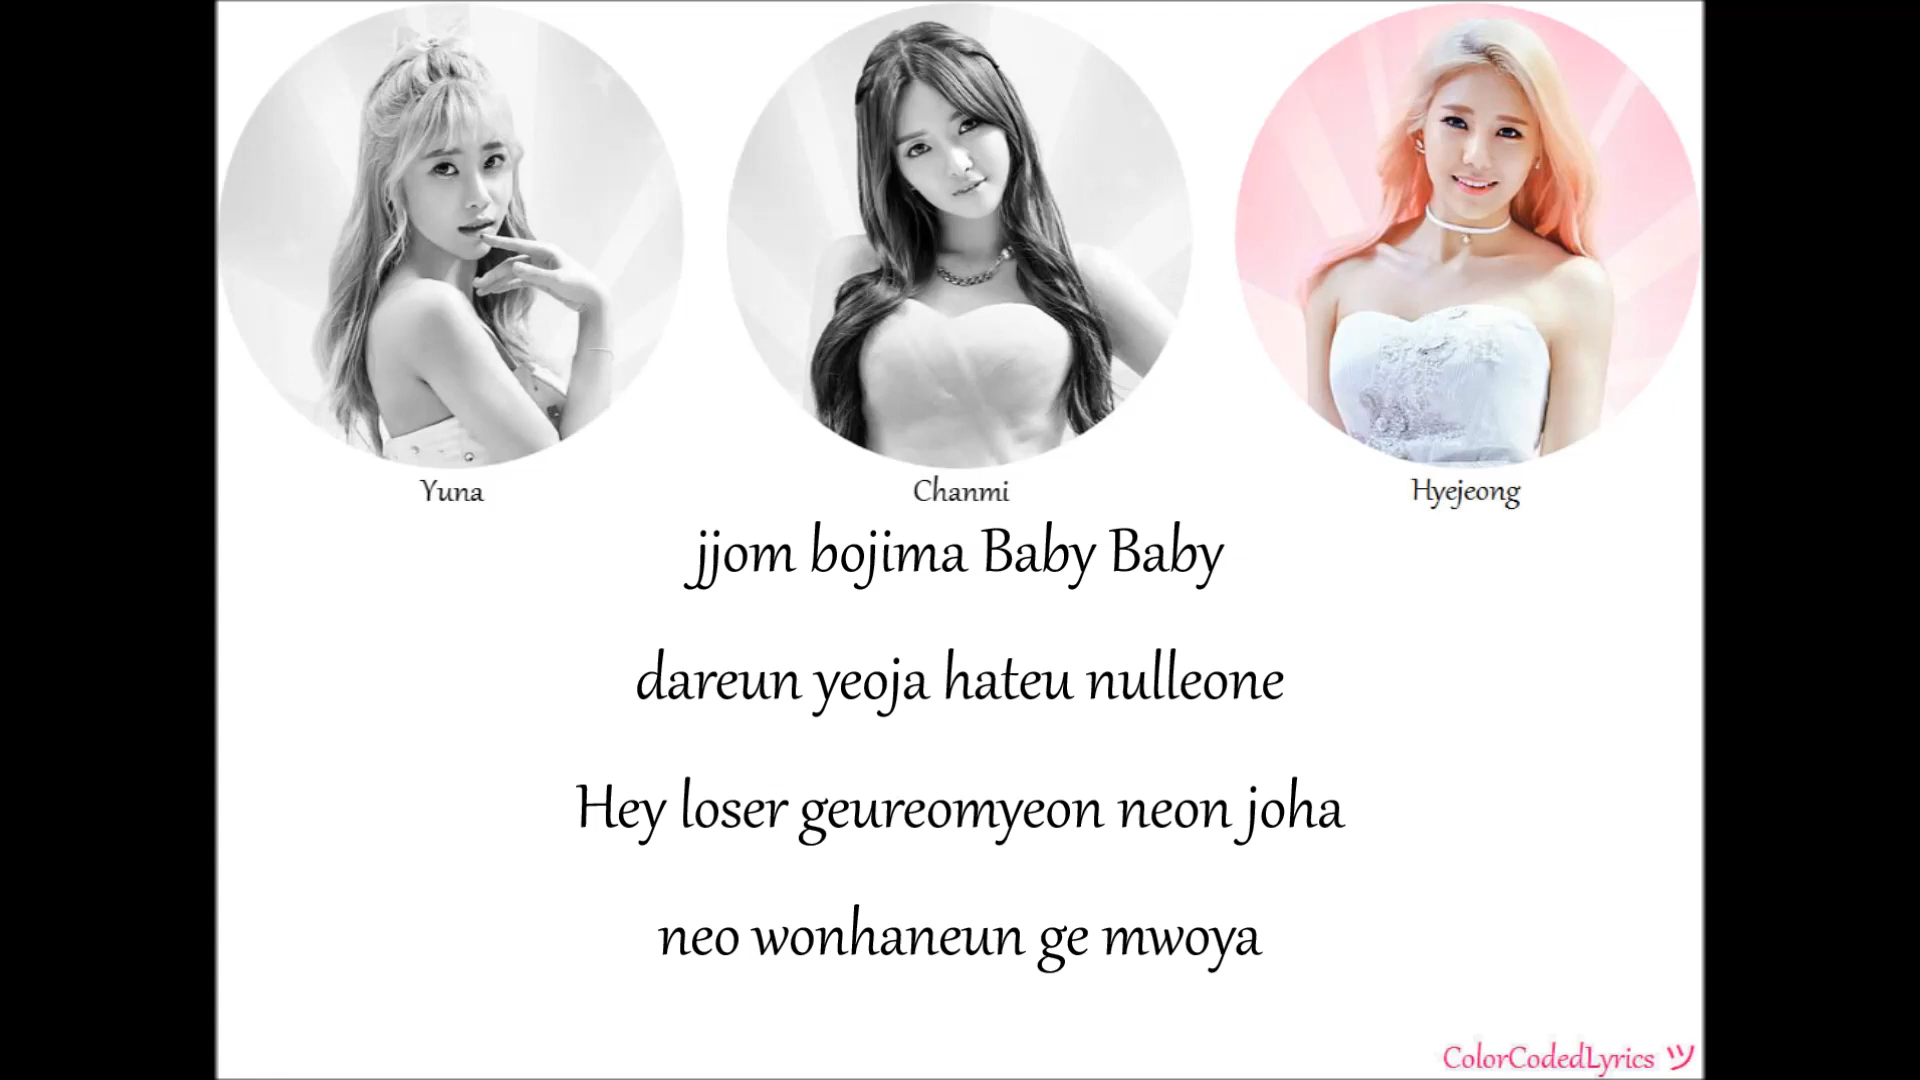 Yuna
Chanmi
Hyejeong
jjom bojima Baby Baby
dareun yeoja hateu nulleone
Hey loser geureomyeon neon joha
neo wonhaneun ge mwoya
ColorCodedLyrics ツ